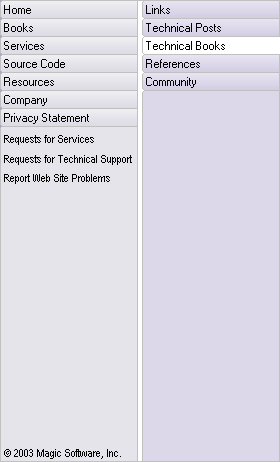 Home
Books
Services
Source Code
Resources
Company
Privacy Statement
Requests for Services
Requests for Technical Support
Report Web Site Problems
© 2003 Magic Software, Inc.
Links
Technical Posts
Technical Books
References
Community